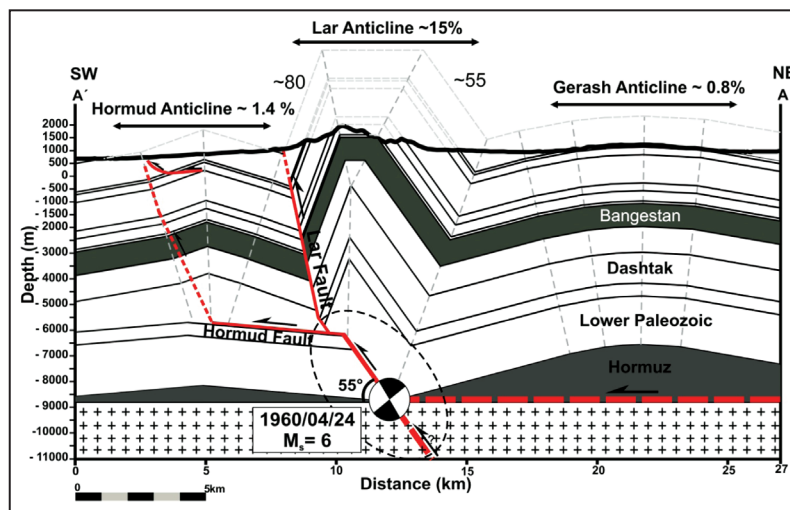 Lar Anticline ~15%
SW
~80
~55
NE
A´
Hormud Anticline ~ 1.4 %
Gerash Anticline ~ 0.8%
A
2000
1500
1000
500
0
- 500
- 1000
- 2000
-3000
- 4000
- 5000
-6000
- 7000
- 8000
- 9000
-10000
- 11000
Depth (m)
Bangestan
Lar Fault
Dashtak
Lower Paleozoic
Hormud Fault
Hormuz
55°
1960/04/24
Ms= 6
?
0
5
10
15
20
25
27
Distance (km)
0
5km